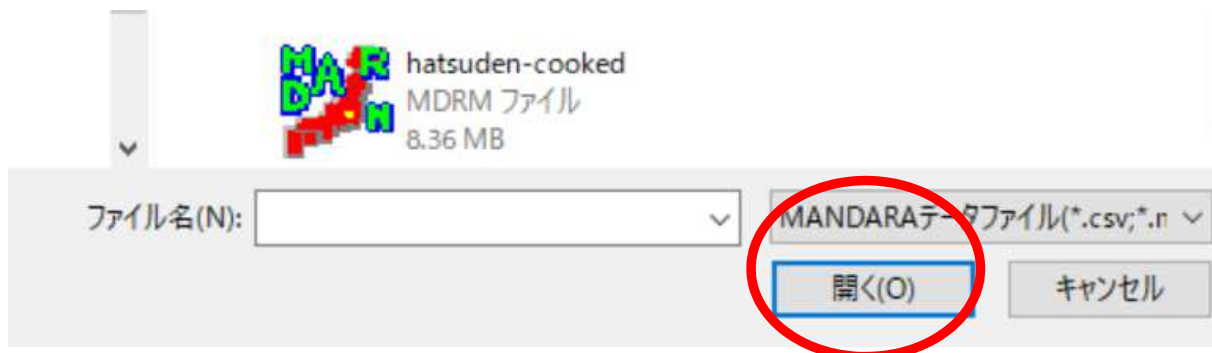 MANDARA
hatsuden-cooked
MDRM ファイル
8.36 MB
ファイル名(N):
MANDARAデータファイル(*.csv;*.m
開く(O)
キャンセル